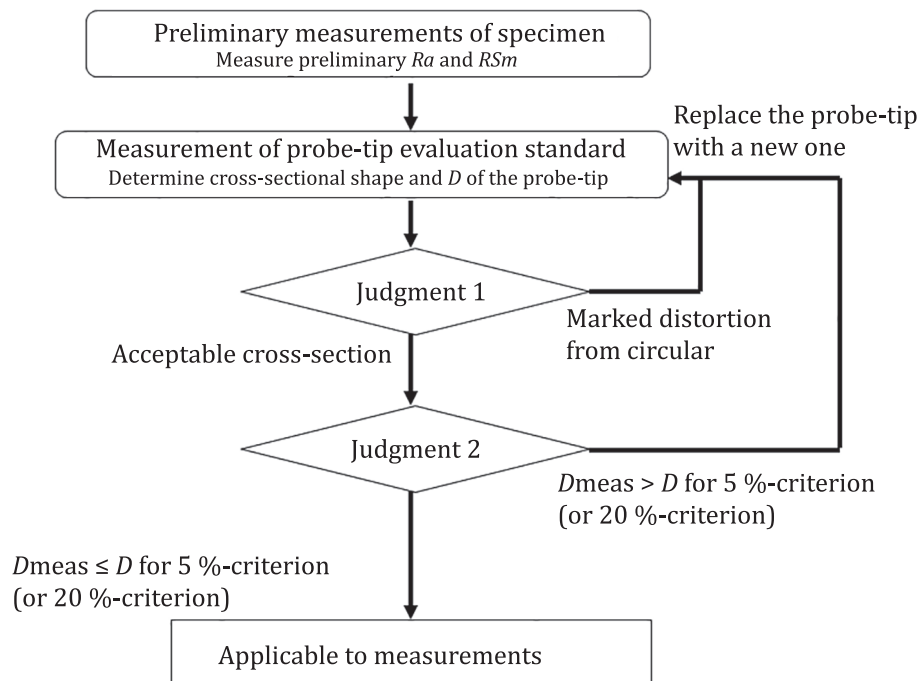 Preliminary measurements of specimen
Measure preliminary Ra and RSm
Replace the probe-tip
with a new one
Measurement of probe-tip evaluation standard
Determine cross-sectional shape and D of the probe-tip
Judgment 1
Marked distortion
from circular
Acceptable cross-section
Judgment 2
Dmeas > D for 5 %-criterion
(or 20 %-criterion)
Dmeas ≤ D for 5 %-criterion
(or 20 %-criterion)
Applicable to measurements